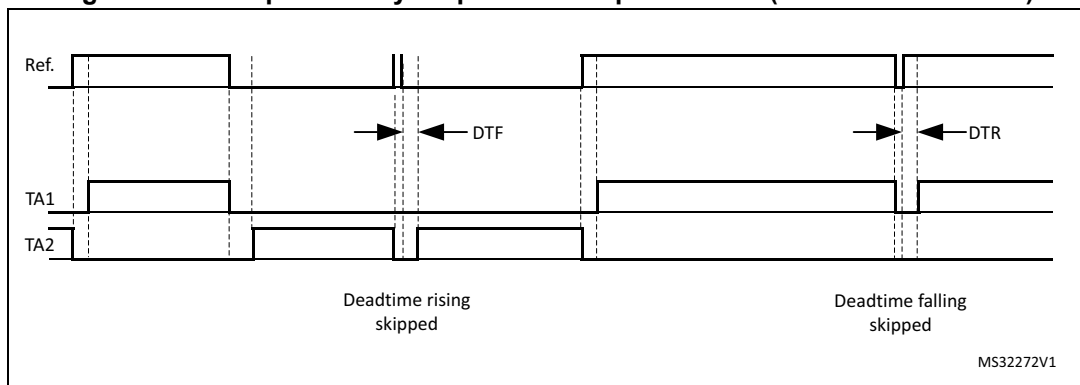 Ref.
DTF
DTR
TA1
TA2
Deadtime rising
skipped
Deadtime falling
skipped
MS32272V1